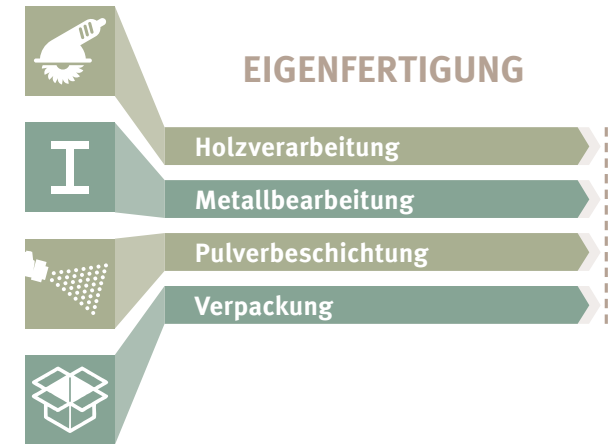 EIGENFERTIGUNG
Holzverarbeitung
Metallbearbeitung
Pulverbeschichtung
Verpackung